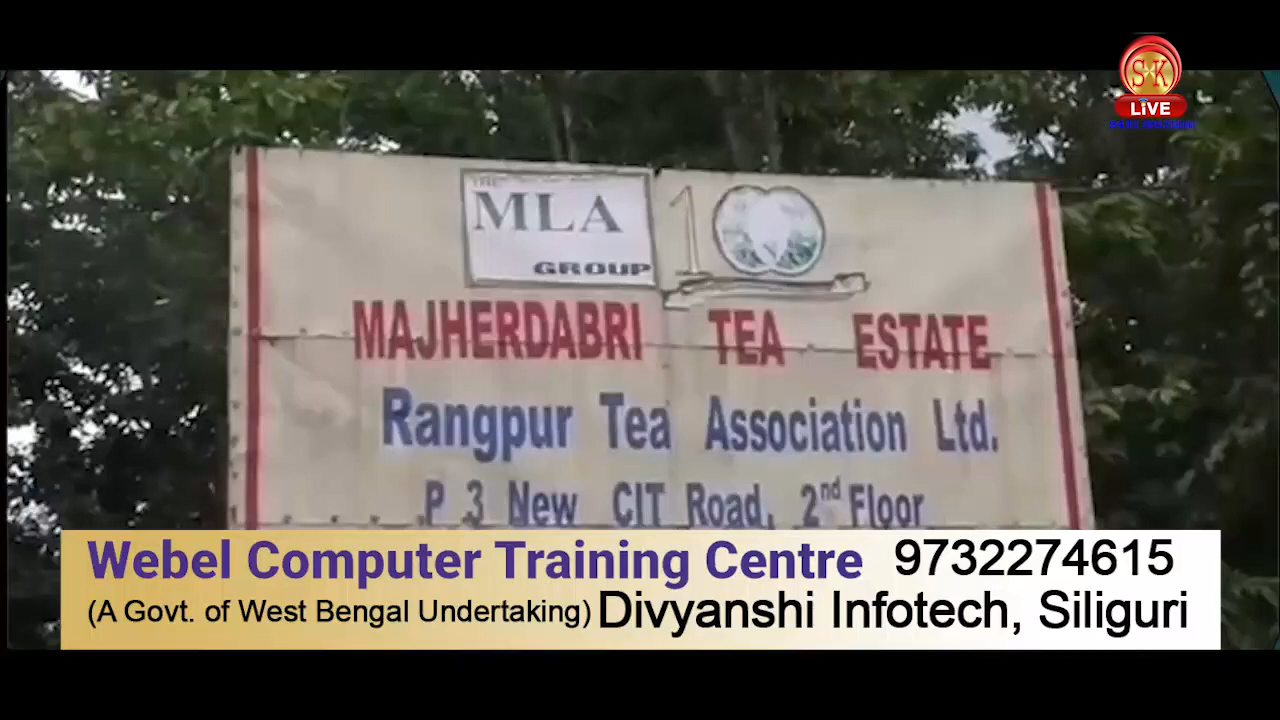 S K
LIVE
THE
MLA
GROUP
10
MAJHERDABRI TEA ESTATE
Rangpur Tea Association Ltd.
P 3 New CIT Road, 2nd Floor
Webel Computer Training Centre 9732274615
(A Govt. of West Bengal Undertaking) Divyanshi Infotech, Siliguri